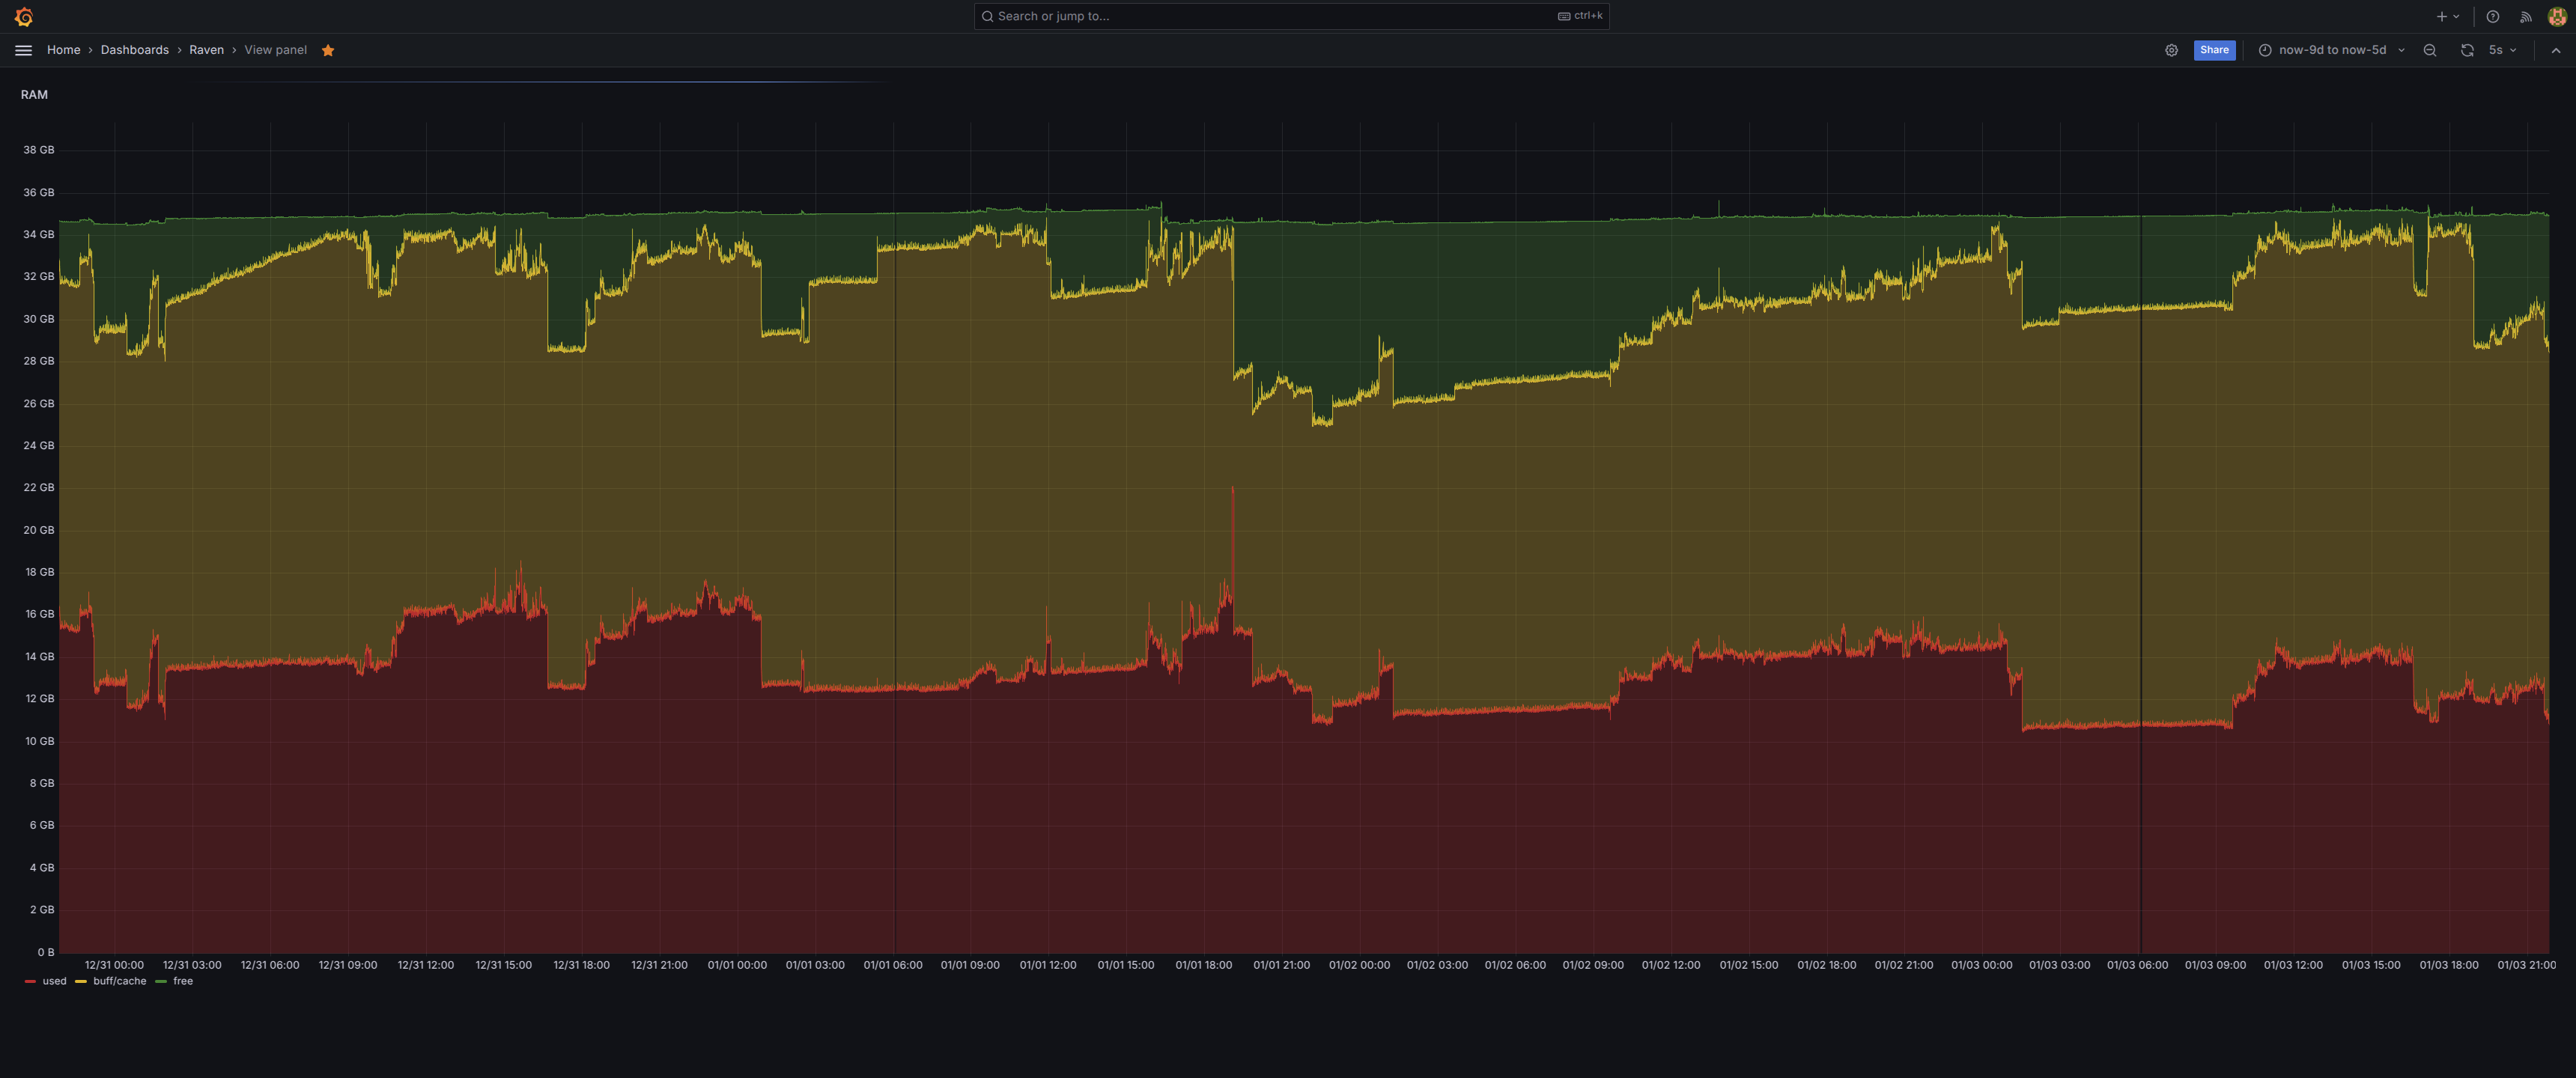 Search or jump to...
ctrl+k
Home › Dashboards › Raven › View panel
Share
now-9d to now-5d
5s
RAM
38 GB
36 GB
34 GB
32 GB
30 GB
28 GB
26 GB
24 GB
22 GB
20 GB
18 GB
16 GB
14 GB
12 GB
10 GB
8 GB
6 GB
4 GB
2 GB
0 B
12/31 00:00 12/31 03:00 12/31 06:00 12/31 09:00 12/31 12:00 12/31 15:00 12/31 18:00 12/31 21:00 01/01 00:00 01/01 03:00 01/01 06:00 01/01 09:00 01/01 12:00 01/01 15:00 01/01 18:00 01/01 21:00 01/02 00:00 01/02 03:00 01/02 06:00 01/02 09:00 01/02 12:00 01/02 15:00 01/02 18:00 01/02 21:00 01/03 00:00 01/03 03:00 01/03 06:00 01/03 09:00 01/03 12:00 01/03 15:00 01/03 18:00 01/03 21:00
used buff/cache free